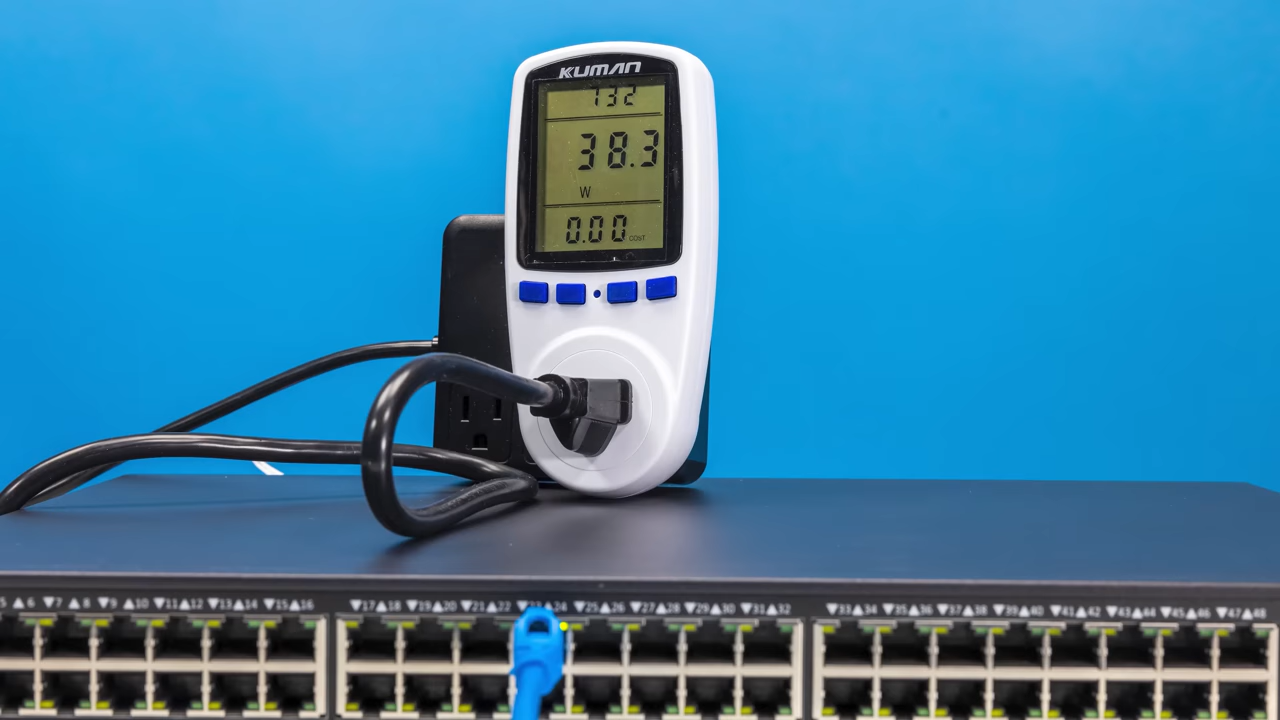 KUMAN
132
38.3
W
0.00 COST
5 ▲6 ▼7 ▲8 ▼9 ▲10 ▼11▲12 ▼13▲14 ▼15▲16 ▼17▲18 ▼19▲20 ▼21▲22 ▼23▲24 ▼25▲26 ▼27▲28 ▼29▲30 ▼31▲32 ▼33▲34 ▼35▲36 ▼37▲38 ▼39▲40 ▼41▲42 ▼43▲44 ▼45▲46 ▼47▲48